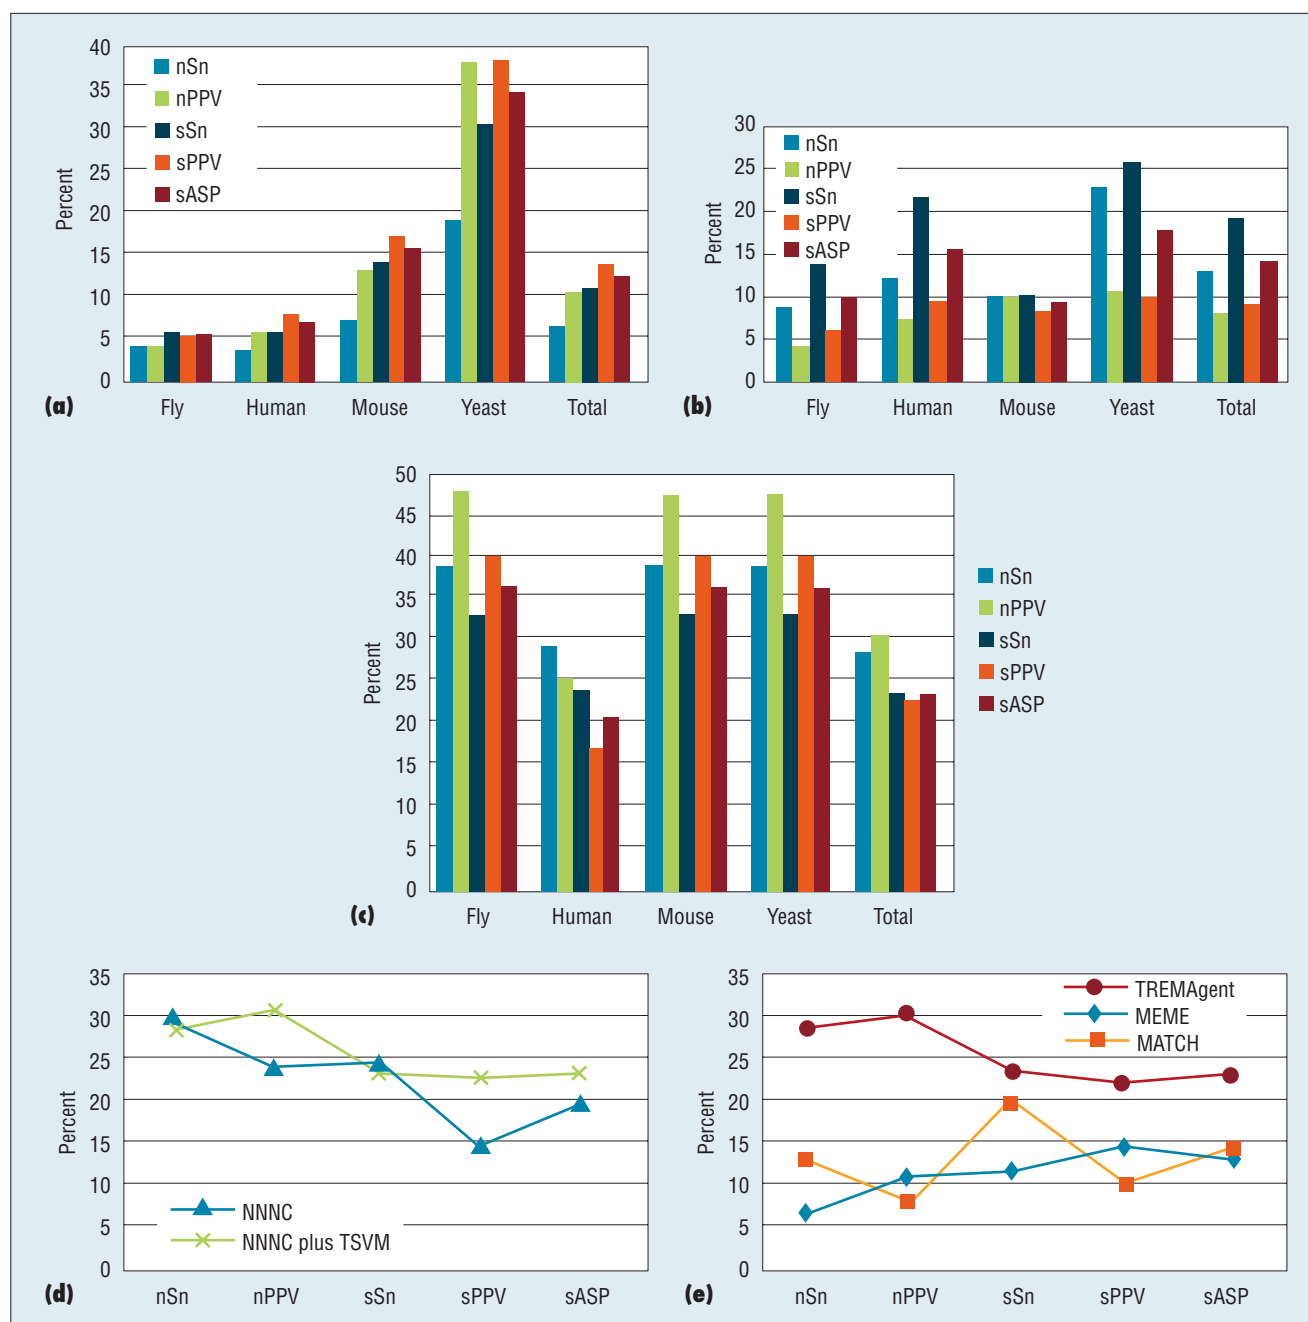 40
35
30
25
20
15
10
5
0
Percent
nSn
nPPV
sSn
sPPV
sASP
(a)
Fly Human Mouse Yeast Total
30
25
20
15
10
5
0
Percent
nSn
nPPV
sSn
sPPV
sASP
(b)
Fly Human Mouse Yeast Total
50
45
40
35
30
25
20
15
10
5
0
Percent
nSn
nPPV
sSn
sPPV
sASP
(c)
Fly Human Mouse Yeast Total
35
30
25
20
15
10
5
0
Percent
NNNC
NNNC plus TSVM
(d)
nSn nPPV sSn sPPV sASP
35
30
25
20
15
10
5
0
Percent
TREMAgent
MEME
MATCH
(e)
nSn nPPV sSn sPPV sASP